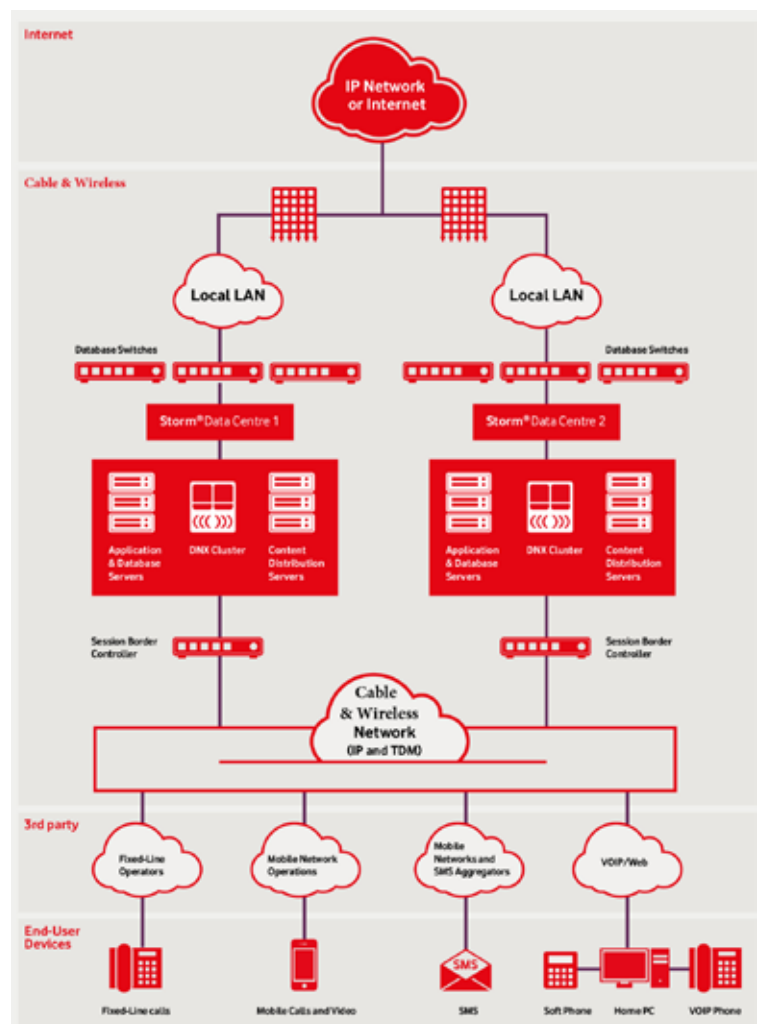 Internet
IP Network
or Internet
Cable & Wireless
Local LAN
Local LAN
Database Switches
Database Switches
Storm® Data Centre 1
Storm® Data Centre 2
Application
& Database
Servers
DNX Cluster
Content
Distribution
Servers
Application
& Database
Servers
DNX Cluster
Content
Distribution
Servers
Session Border
Controller
Session Border
Controller
Cable
& Wireless
Network
(IP and TDM)
3rd party
Fixed-Line
Operators
Mobile Network
Operations
Mobile
Networks and
SMS Aggregators
VOIP/Web
End-User
Devices
SMS
Fixed-Line calls
Mobile Calls and Video
SMS
Soft Phone
Home PC
VOIP Phone